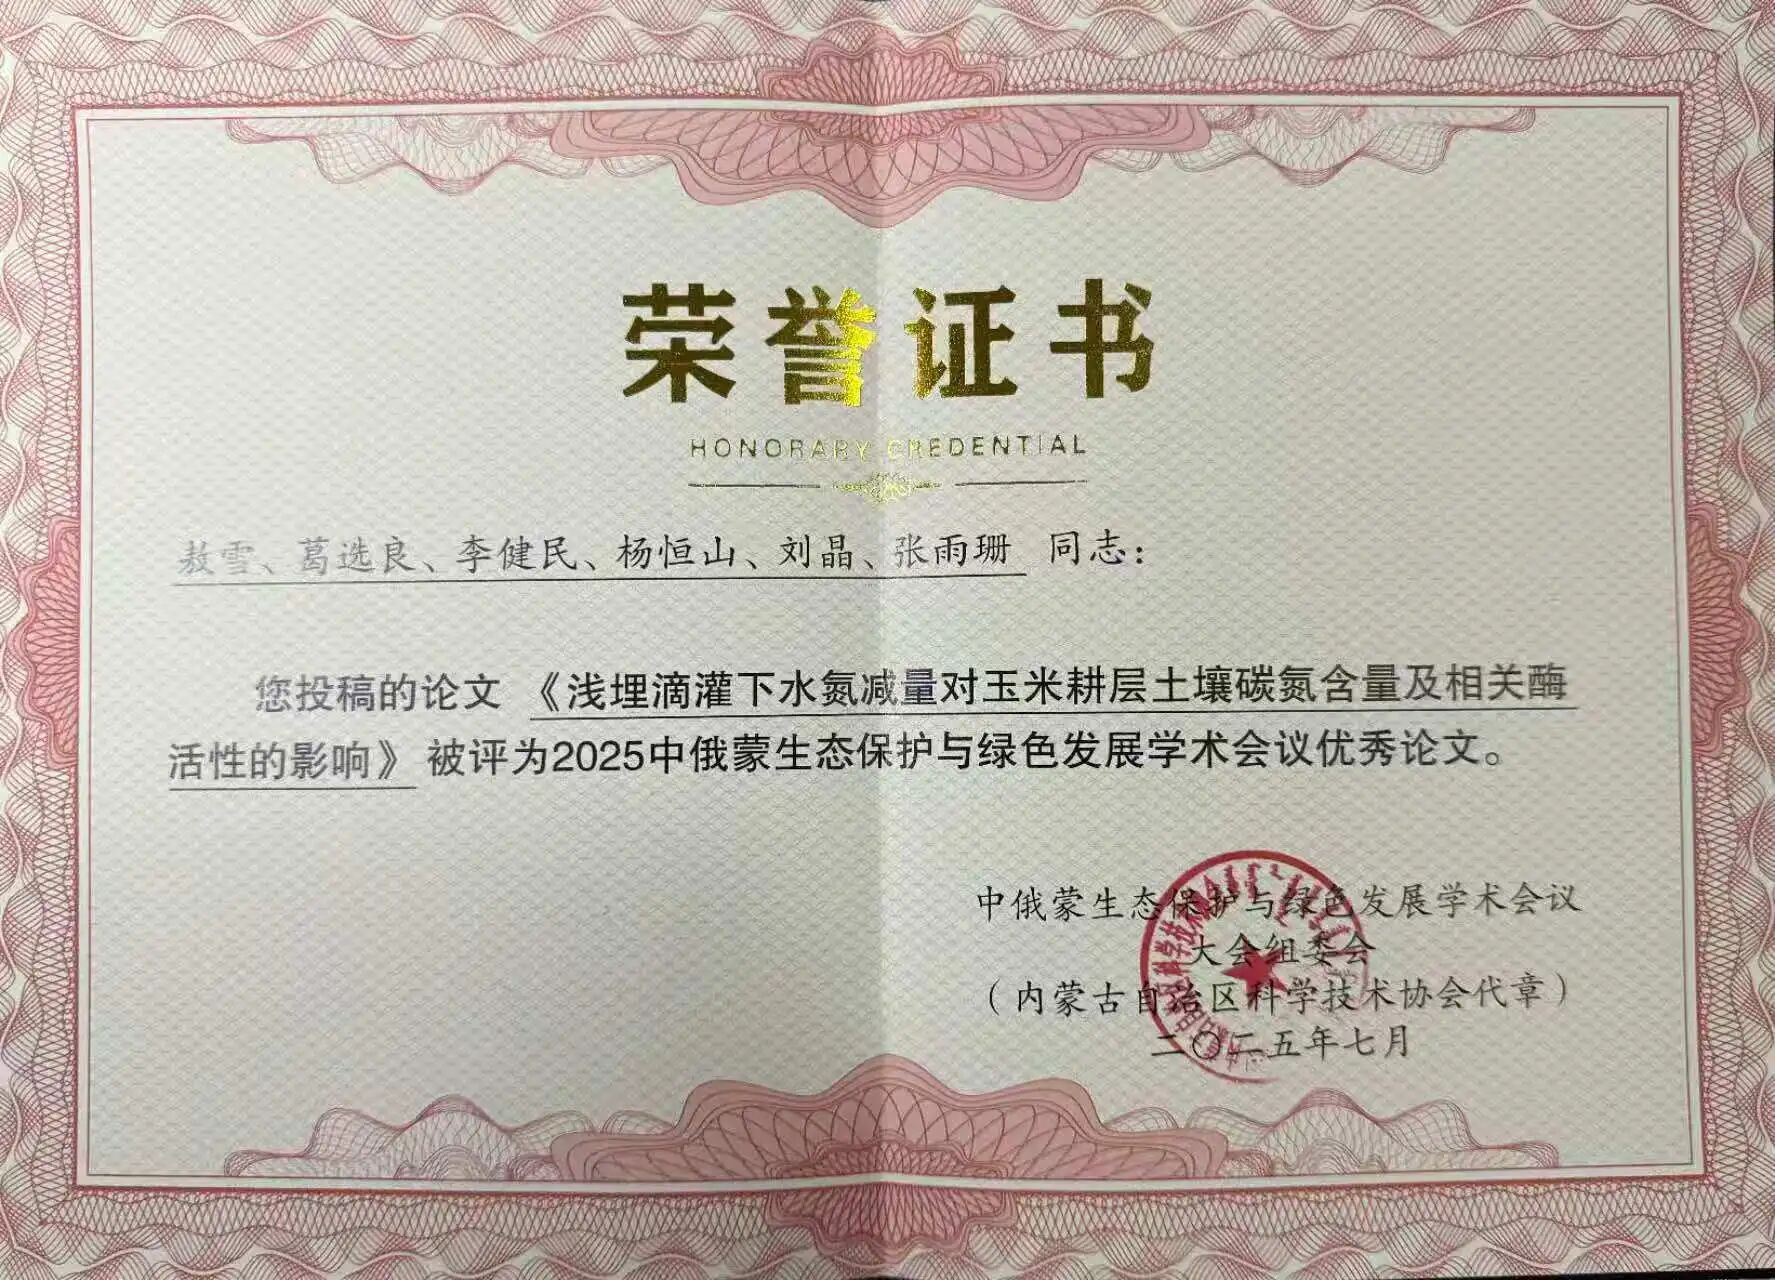 荣誉证书
HONORARY CREDENTIAL
敖雪、葛选良、李健民、杨恒山、刘晶、张雨珊 同志：
您投稿的论文 《浅埋滴灌下水氮减量对玉米耕层土壤碳氮含量及相关酶
活性的影响》 被评为2025中俄蒙生态保护与绿色发展学术会议优秀论文。
中俄蒙生态保护与绿色发展学术会议
大会组委会
（内蒙古自治区科学技术协会代章）
二〇二五年七月